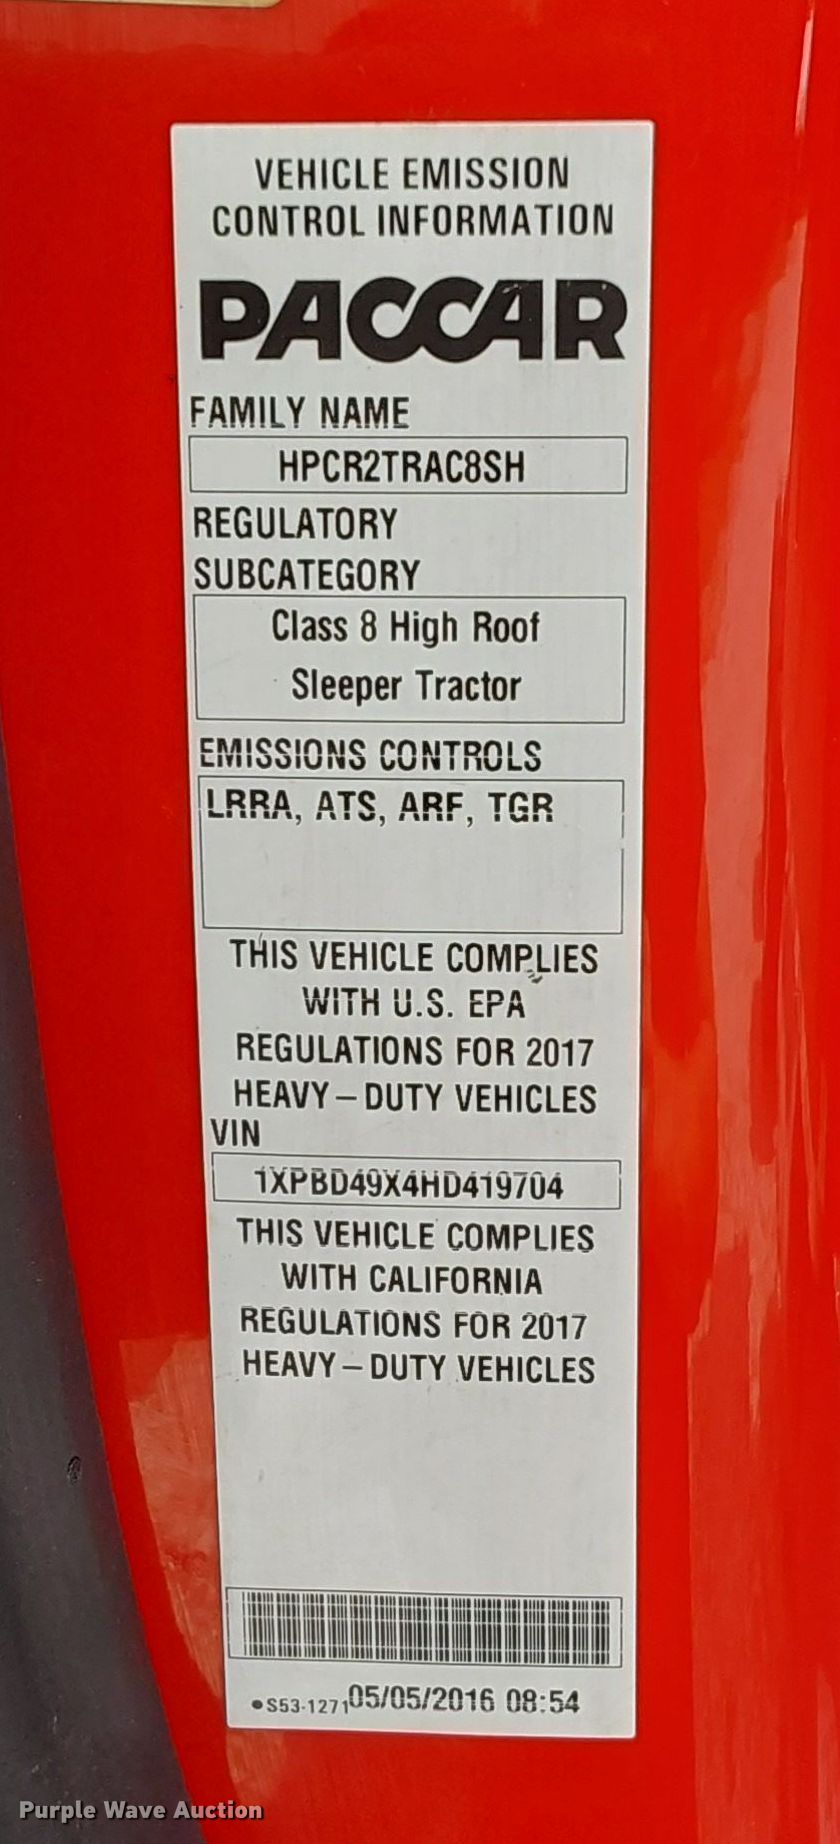 VEHICLE EMISSION
CONTROL INFORMATION
PACCAR
FAMILY NAME
HPCR2TRAC8SH
REGULATORY
SUBCATEGORY
Class 8 High Roof
Sleeper Tractor
EMISSIONS CONTROLS
LRRA, ATS, ARF, TGR
THIS VEHICLE COMPLIES
WITH U.S. EPA
REGULATIONS FOR 2017
HEAVY-DUTY VEHICLES
VIN
1XPBD49X4HD419704
THIS VEHICLE COMPLIES
WITH CALIFORNIA
REGULATIONS FOR 2017
HEAVY-DUTY VEHICLES
•S53-1271 05/05/2016 08:54
Purple Wave Auction